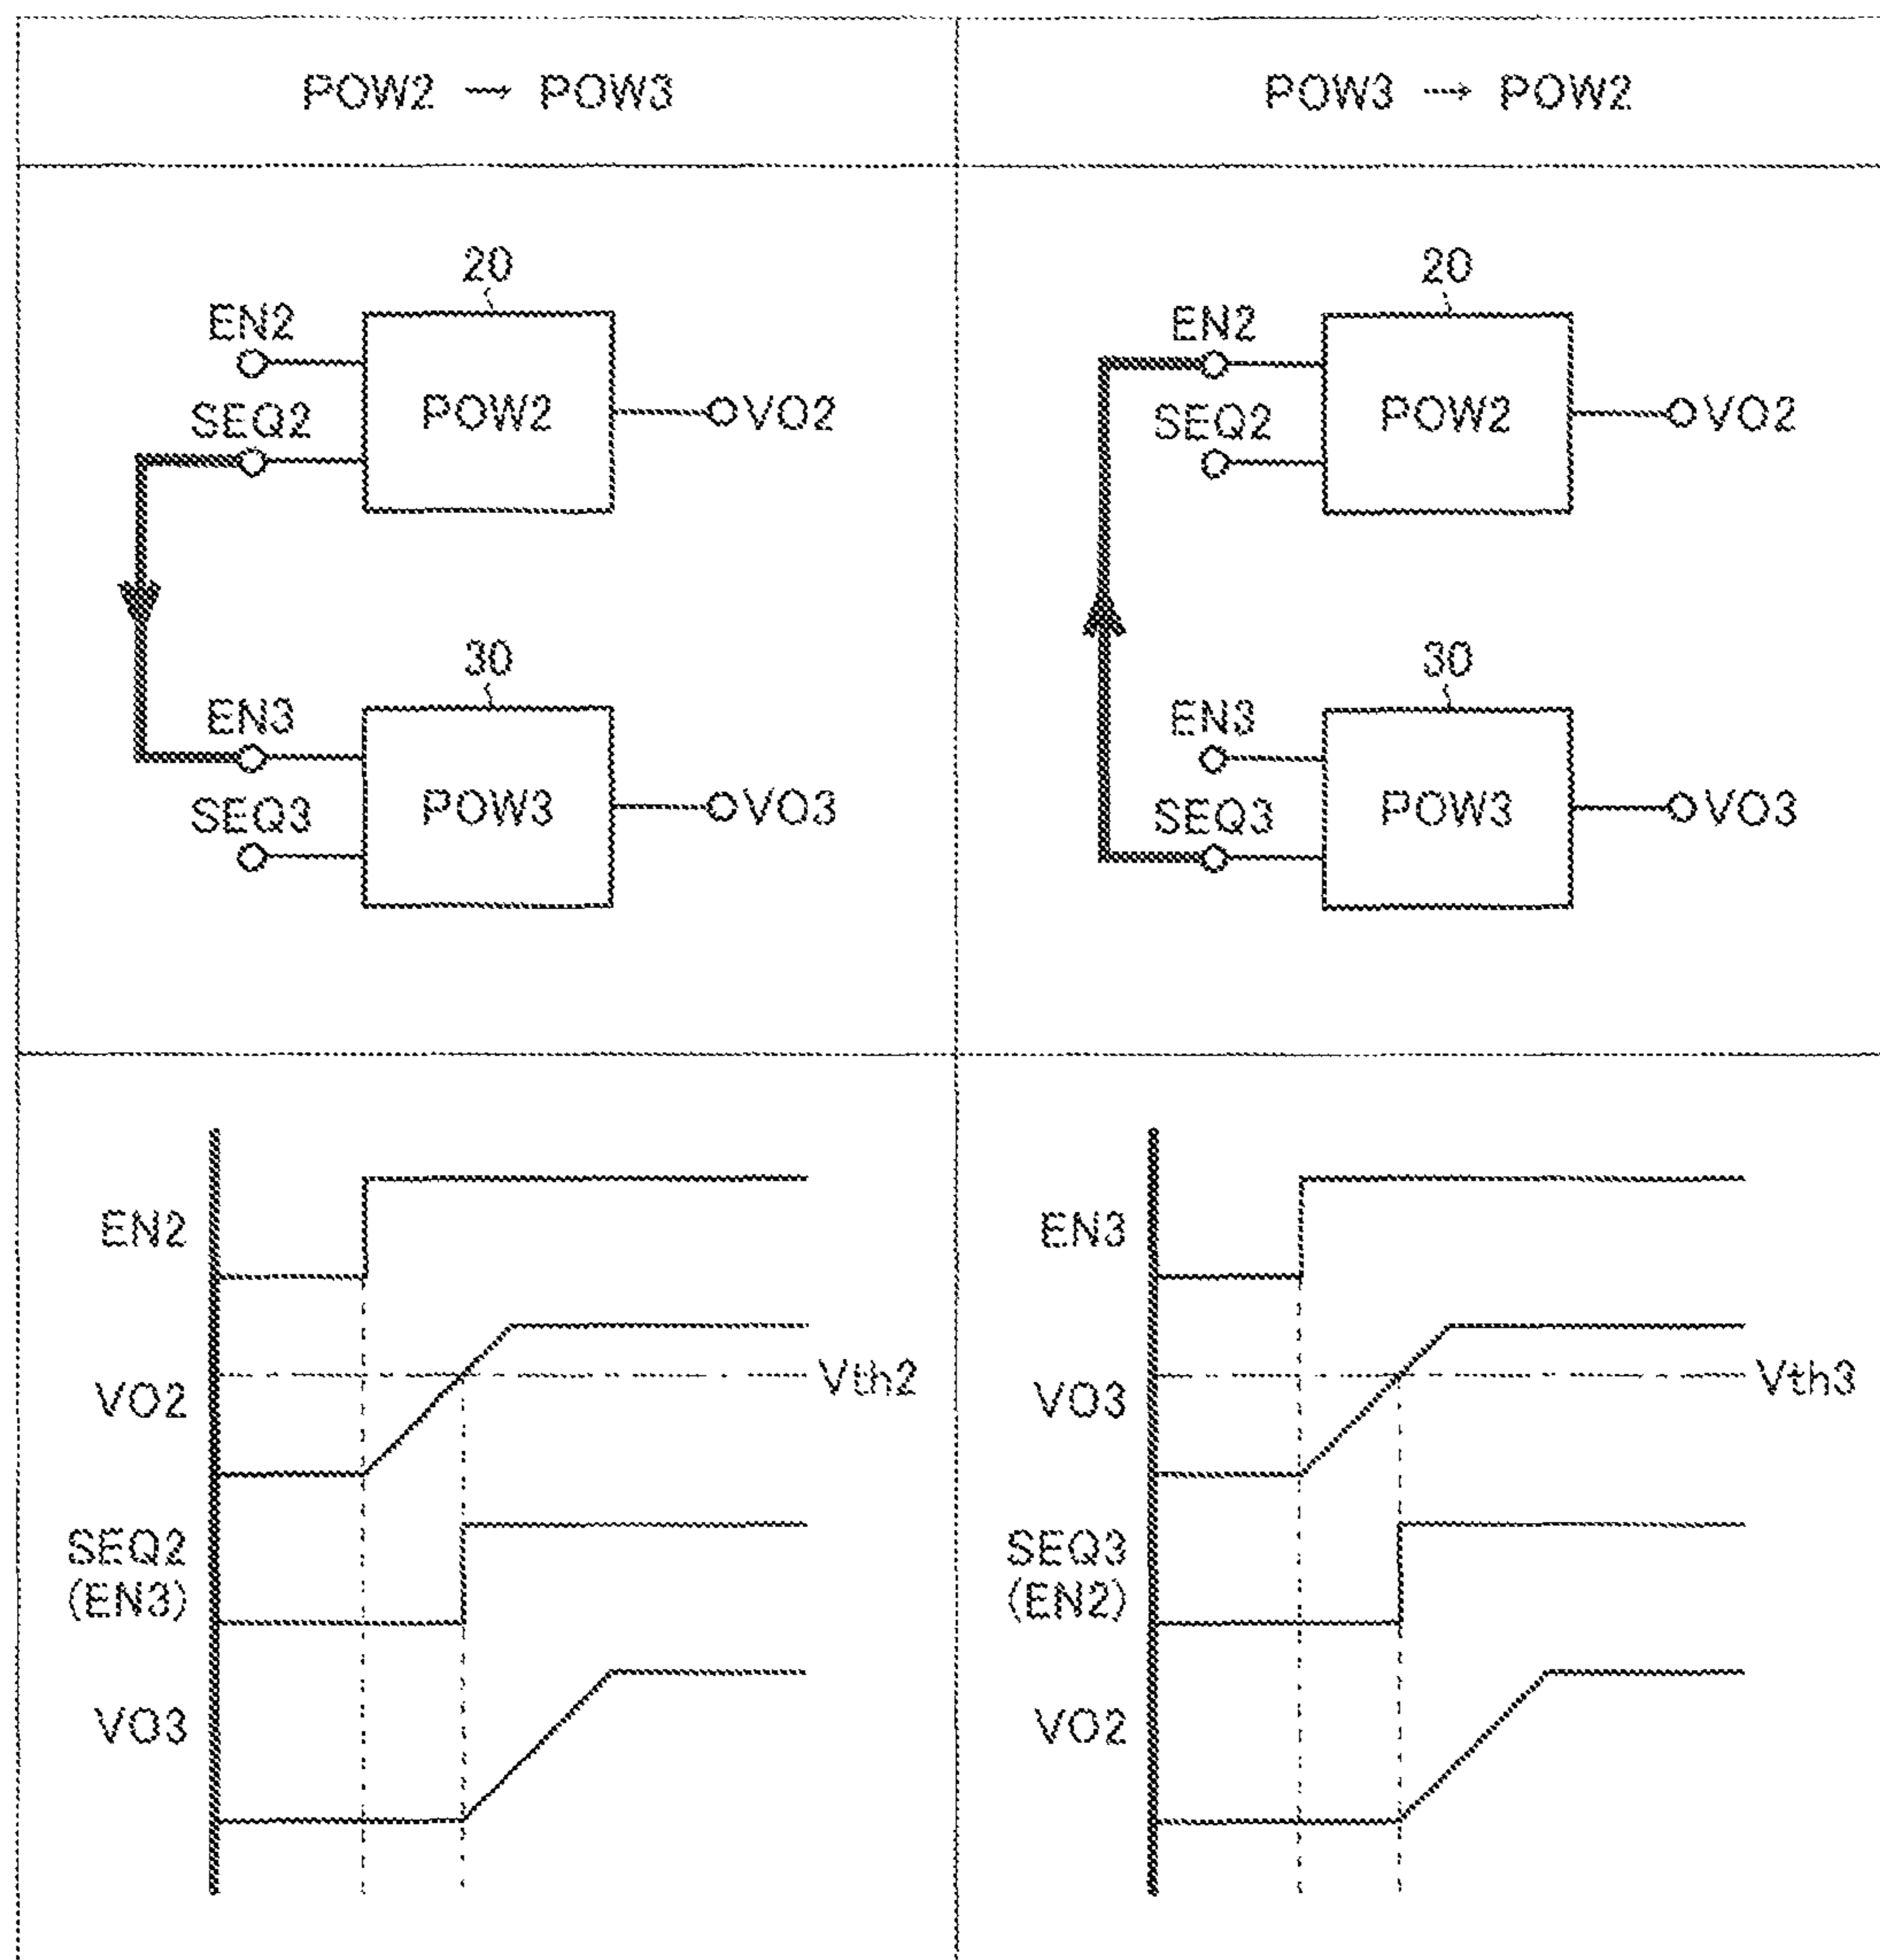 POW2 → POW3
POW3 → POW2
20
EN2
SEQ2
POW2
VO2
30
EN3
SEQ3
POW3
VO3
20
EN2
SEQ2
POW2
VO2
30
EN3
SEQ3
POW3
VO3
EN2
VO2
Vth2
SEQ2
(EN3)
VO3
EN3
VO3
Vth3
SEQ3
(EN2)
VO2